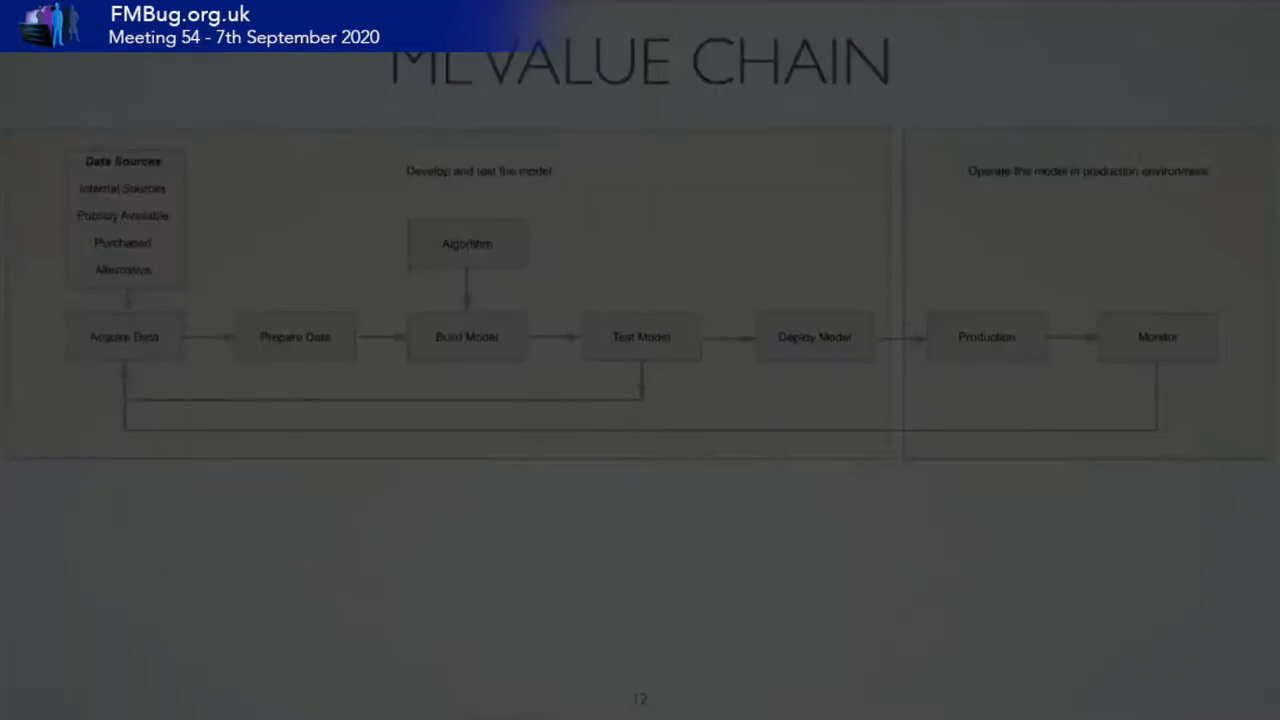 FMBug.org.uk
Meeting 54 - 7th September 2020
ML VALUE CHAIN
Data Sources
Internal Sources
Publicly Available
Purchased
Alternative
Develop and test the model
Operate the model in production environment
Algorithm
Acquire Data
Prepare Data
Build Model
Test Model
Deploy Model
Production
Monitor
12